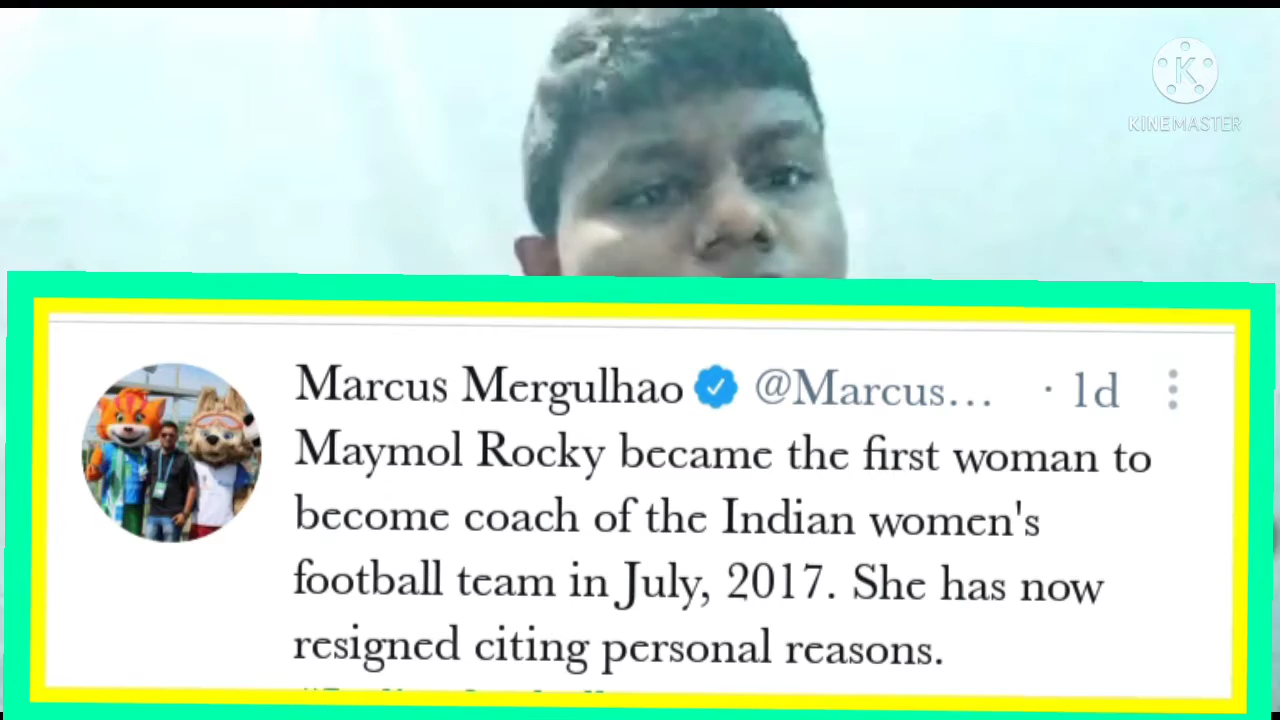 KINEMASTER
Marcus Mergulhao @Marcus... · 1d
Maymol Rocky became the first woman to
become coach of the Indian women's
football team in July, 2017. She has now
resigned citing personal reasons.